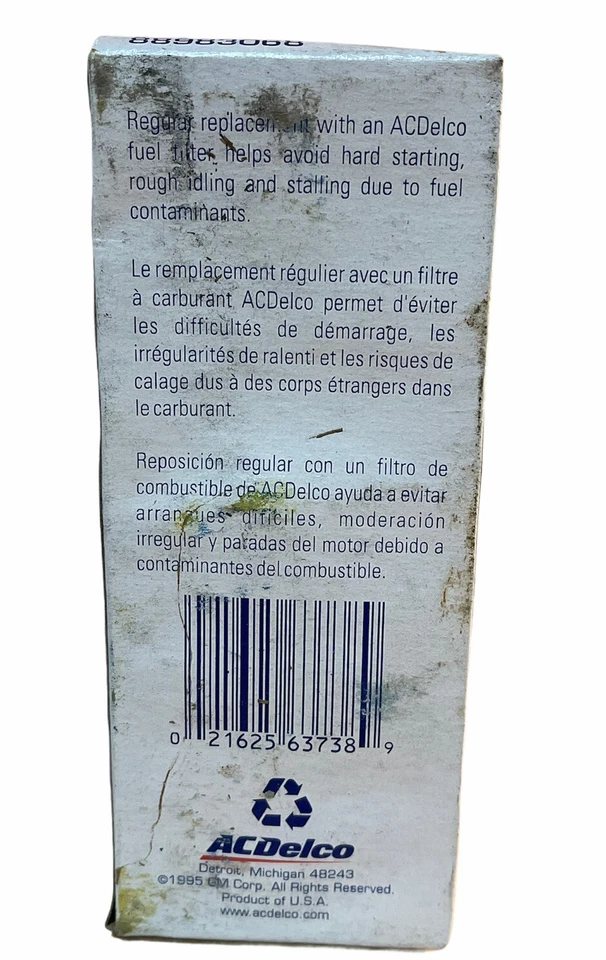 88983068
Regular replacement with an ACDelco
fuel filter helps avoid hard starting,
rough idling and stalling due to fuel
contaminants.
Le remplacement régulier avec un filtre
à carburant ACDelco permet d'éviter
les difficultés de démarrage, les
irrégularités de ralenti et les risques de
calage dus à des corps étrangers dans
le carburant.
Reposición regular con un filtro de
combustible de ACDelco ayuda a evitar
arranques difíciles, moderación
irregular y paradas del motor debido a
contaminantes del combustible.
0 21625 63738 9
ACDelco
Detroit, Michigan 48243
©1995 GM Corp. All Rights Reserved.
Product of U.S.A.
www.acdelco.com